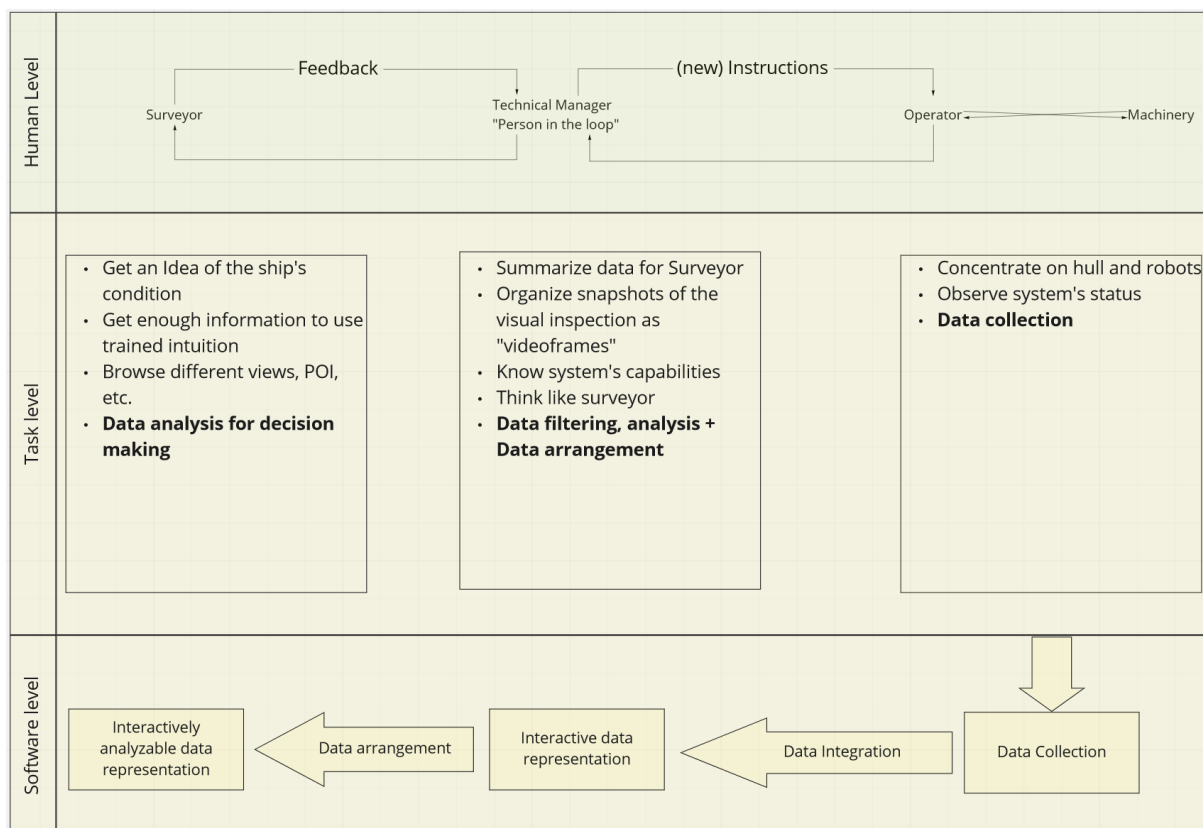 Human Level
Feedback
(new) Instructions
Surveyor
Technical Manager
"Person in the loop"
Operator
Machinery
Task level
• Get an Idea of the ship's
condition
• Get enough information to use
trained intuition
• Browse different views, POI,
etc.
• Data analysis for decision
making
• Summarize data for Surveyor
• Organize snapshots of the
visual inspection as
"videoframes"
• Know system's capabilities
• Think like surveyor
• Data filtering, analysis +
Data arrangement
• Concentrate on hull and robots
• Observe system's status
• Data collection
Software level
Interactively
analyzable data
representation
Data arrangement
Interactive data
representation
Data Integration
Data Collection